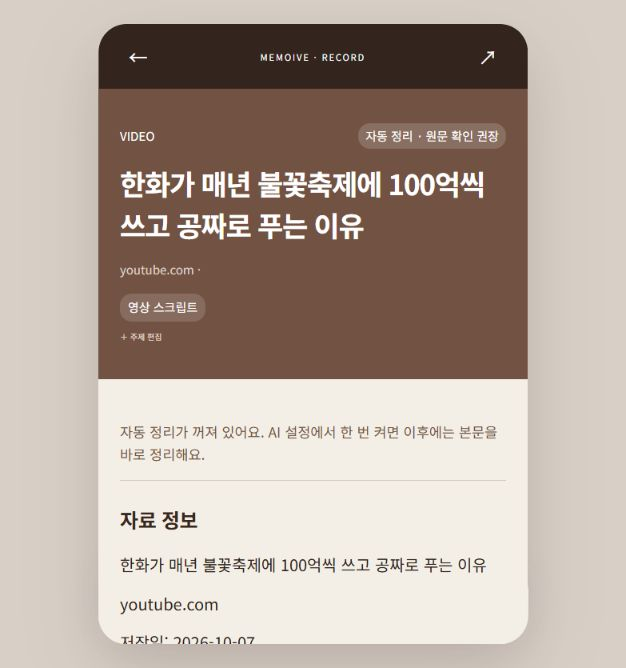 ←
MEMOIVE · RECORD
↗
VIDEO
자동 정리 · 원문 확인 권장
한화가 매년 불꽃축제에 100억씩
쓰고 공짜로 푸는 이유
youtube.com ·
영상 스크립트
+ 주제 편집
자동 정리가 꺼져 있어요. AI 설정에서 한 번 켜면 이후에는 본문을
바로 정리해요.
자료 정보
한화가 매년 불꽃축제에 100억씩 쓰고 공짜로 푸는 이유
youtube.com
저장일: 2026-10-07